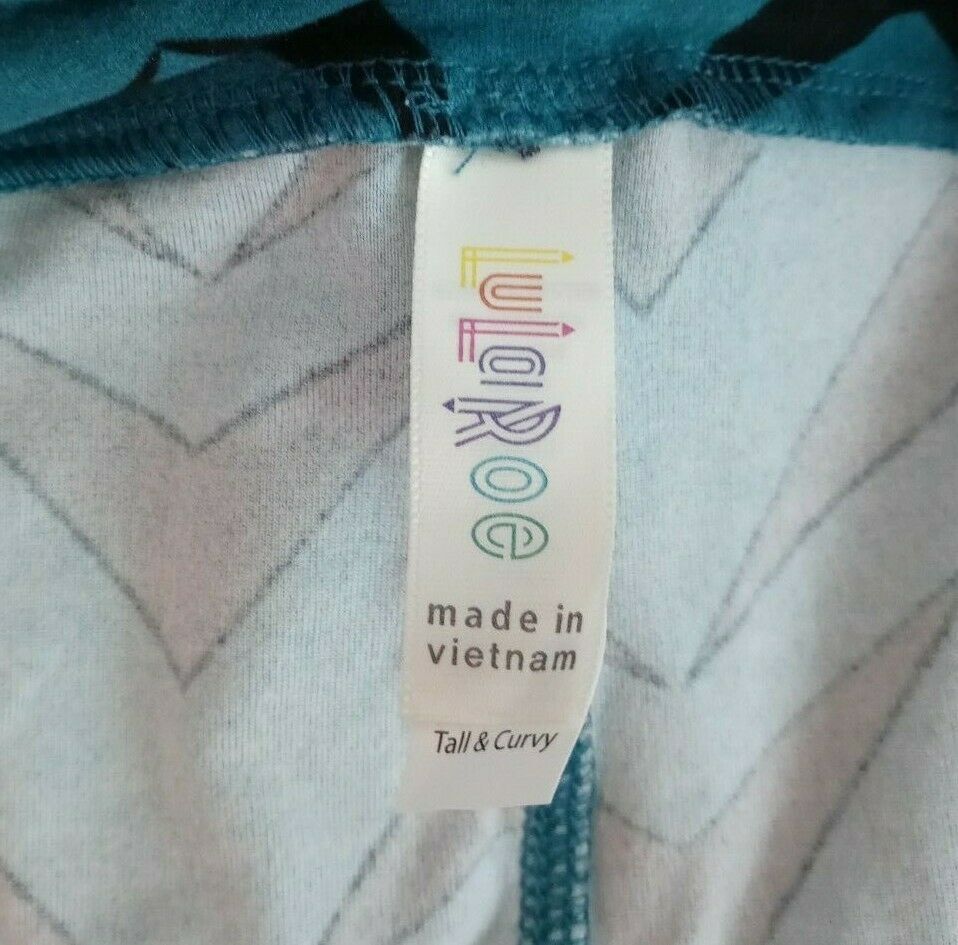 LuLaRoe
made in
vietnam
Tall & Curvy